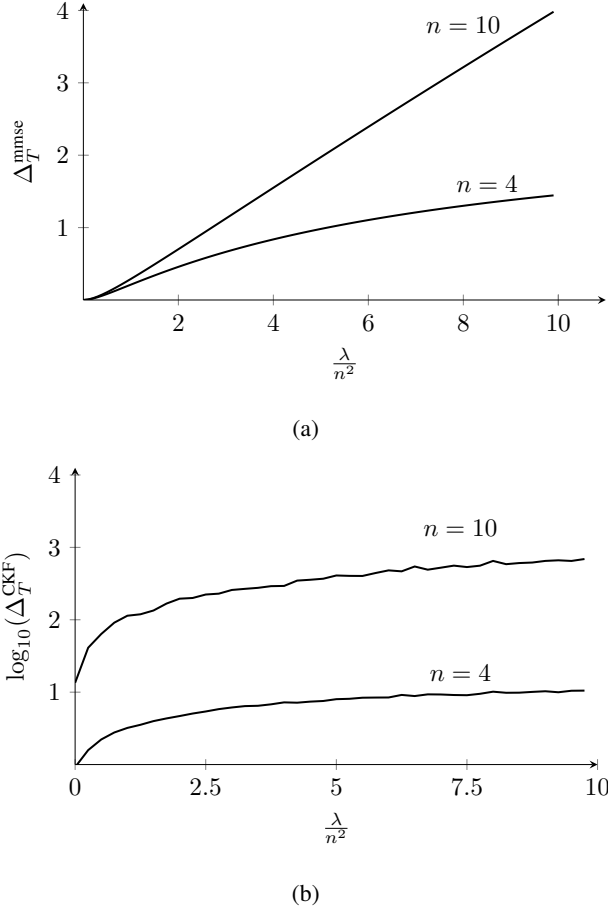 4
n = 10
3
Δ_T^mmse
2
n = 4
1
2 4 6 8 10
λ/n²
(a)
4
n = 10
3
log₁₀(Δ_T^CKF)
2
n = 4
1
0 2.5 5 7.5 10
λ/n²
(b)